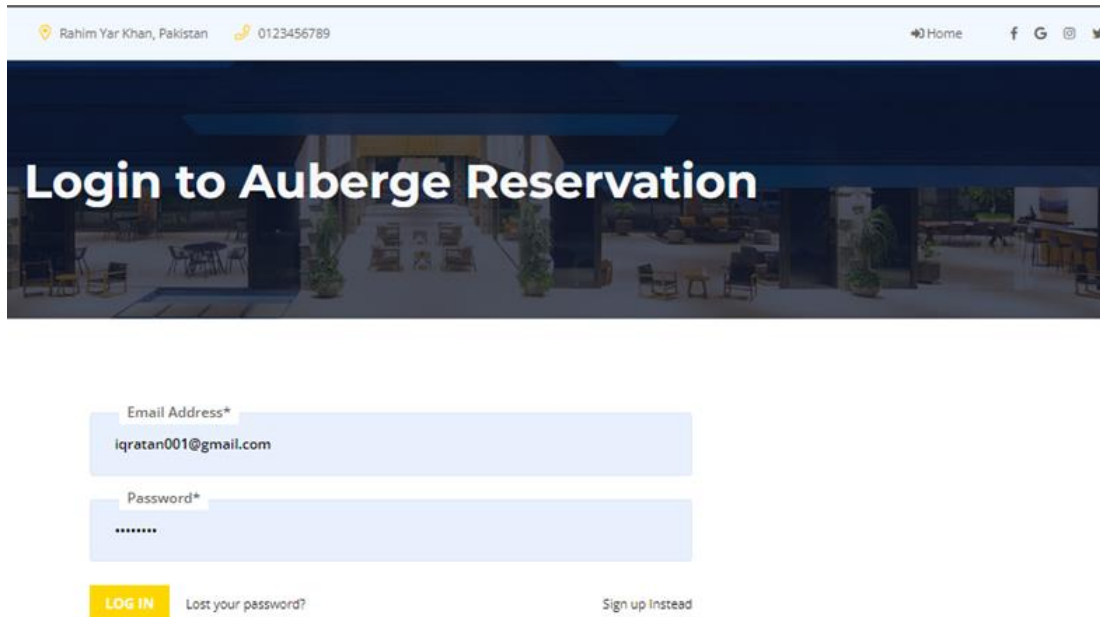 Rahim Yar Khan, Pakistan 0123456789 Home
Login to Auberge Reservation
Email Address*
iqratan001@gmail.com
Password*
••••••••
LOG IN Lost your password? Sign up Instead